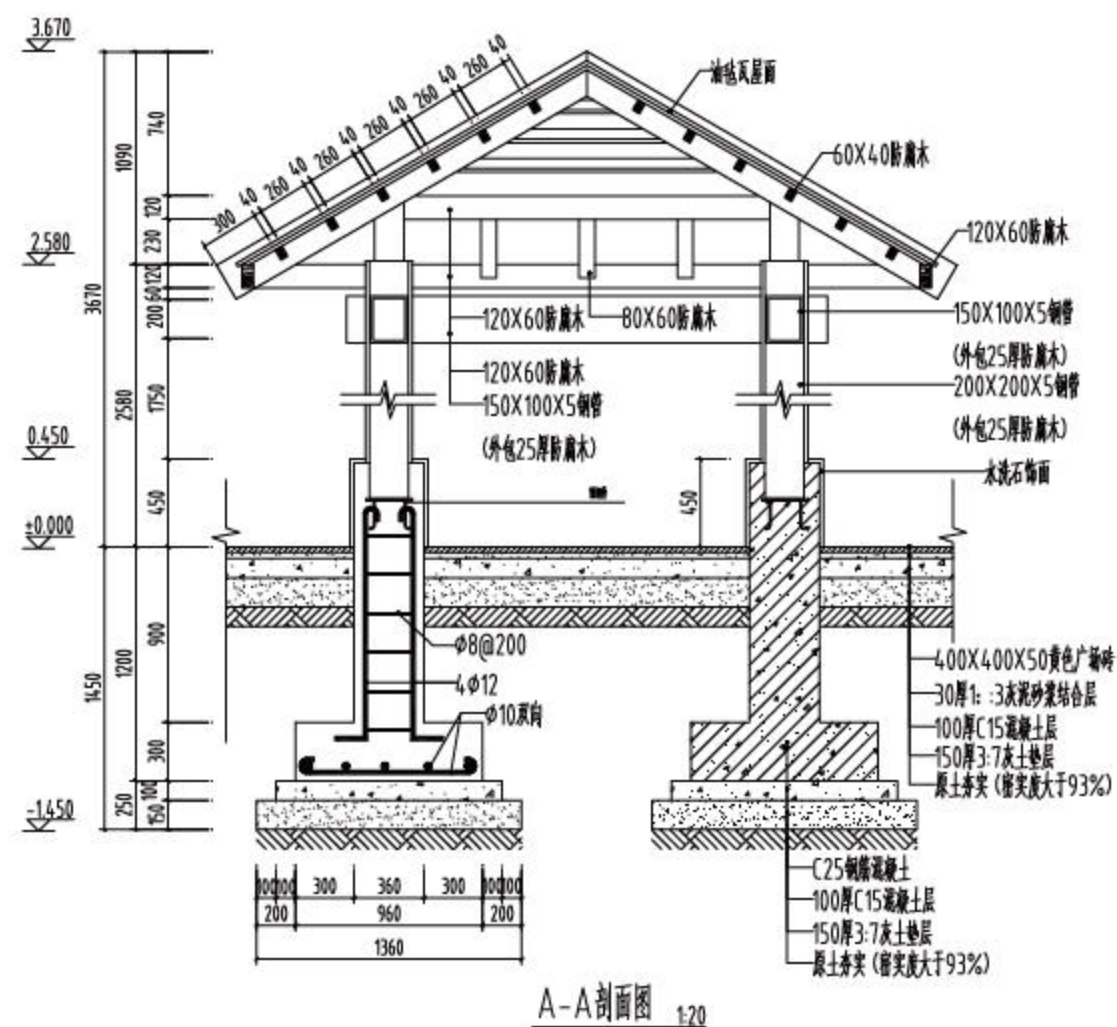 3.670
2.580
0.450
±0.000
-1.450
3670
1450
1090
2580
1200
250
740
120
230
120
60
200
1750
450
900
300
100
150
300
40
260
40
260
40
260
40
260
40
260
40
260
40
油毡瓦屋面
60X40防腐木
120X60防腐木
120X60防腐木
80X60防腐木
150X100X5钢管
(外包25厚防腐木)
120X60防腐木
150X100X5钢管
(外包25厚防腐木)
200X200X5钢管
(外包25厚防腐木)
水洗石饰面
450
ϕ8@200
4ϕ12
ϕ10双向
400X400X50黄色广场砖
30厚1: :3灰泥砂浆结合层
100厚C15混凝土层
150厚3:7灰土垫层
原土夯实 (密实度大于93%)
C25钢筋混凝土
100厚C15混凝土层
150厚3:7灰土垫层
原土夯实 (密实度大于93%)
100
100
300
360
300
100
100
200
960
200
1360
A-A剖面图 1:20